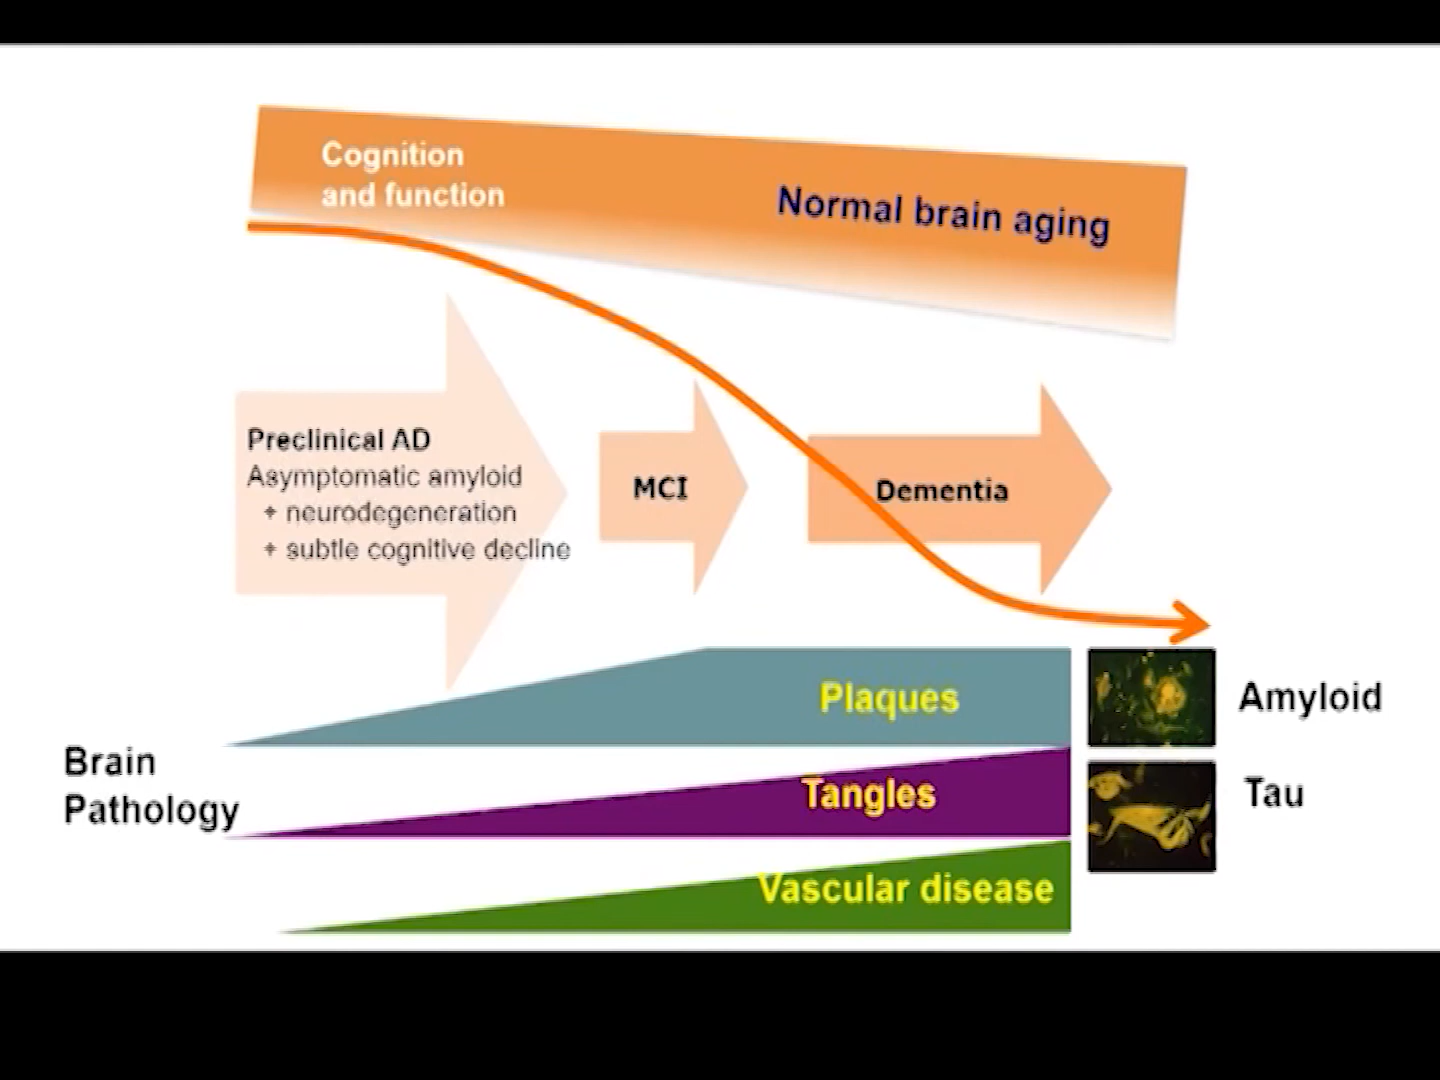 Cognition
and function
Normal brain aging
Preclinical AD
Asymptomatic amyloid
+ neurodegeneration
+ subtle cognitive decline
MCI
Dementia
Brain
Pathology
Plaques
Amyloid
Tangles
Tau
Vascular disease